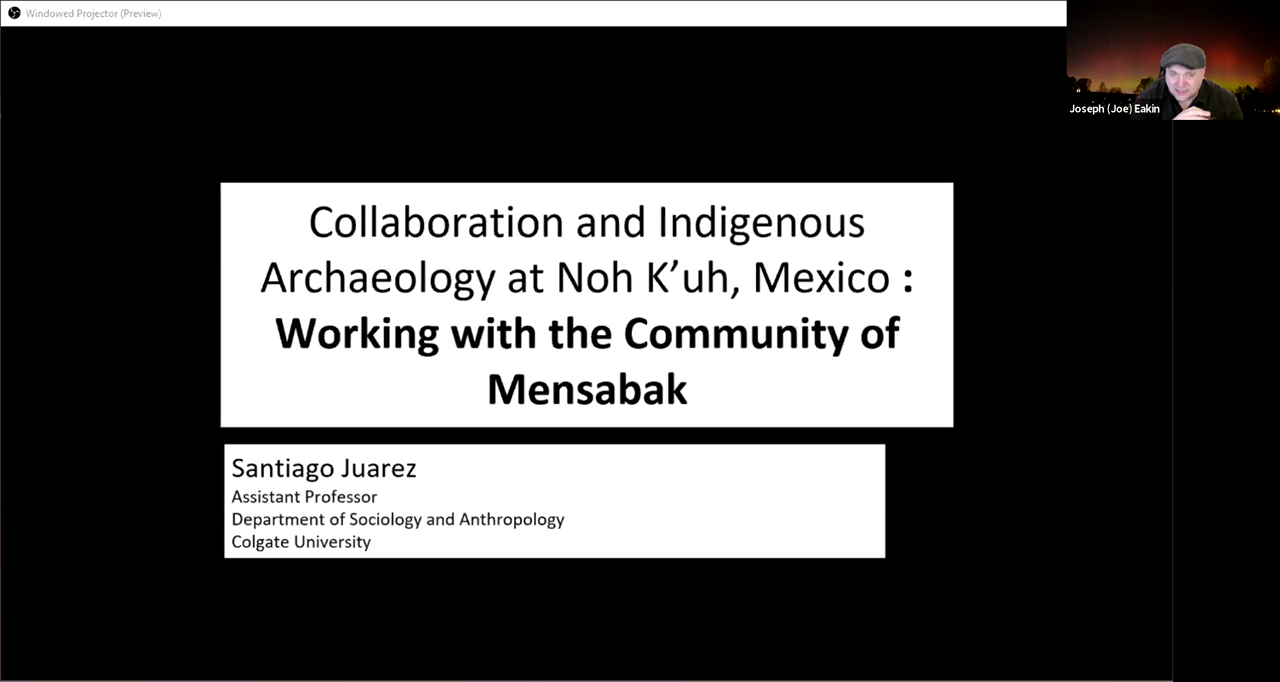 Windowed Projector (Preview)
Joseph (Joe) Eakin
Collaboration and Indigenous
Archaeology at Noh K’uh, Mexico :
Working with the Community of
Mensabak
Santiago Juarez
Assistant Professor
Department of Sociology and Anthropology
Colgate University